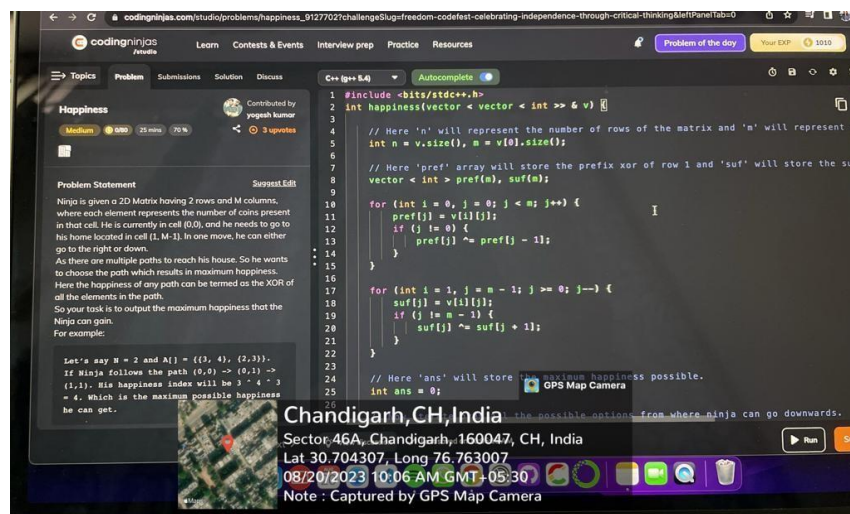 codingninjas.com/studio/problems/happiness_9127702?challengeSlug=freedom-codefest-celebrating-independence-through-critical-thinking&leftPanelTab=0
codingninjas
/studio
Learn
Contests & Events
Interview prep
Practice
Resources
Problem of the day
Your EXP
1010
Topics
Problem
Submissions
Solution
Discuss
Happiness
Contributed by
yogesh kumar
Medium
0/80
25 mins
70 %
3 upvotes
Problem Statement
Suggest Edit
Ninja is given a 2D Matrix having 2 rows and M columns,
where each element represents the number of coins present
in that cell. He is currently in cell (0,0), and he needs to go to
his home located in cell (1, M-1). In one move, he can either
go to the right or down.
As there are multiple paths to reach his house. So he wants
to choose the path which results in maximum happiness.
Here the happiness of any path can be termed as the XOR of
all the elements in the path.
So your task is to output the maximum happiness that the
Ninja can gain.
For example:
Let's say N = 2 and A[] = {{3, 4}, {2,3}}.
If Ninja follows the path (0,0) -> (0,1) ->
(1,1). His happiness index will be 3 ^ 4 ^ 3
= 4. Which is the maximum possible happiness
he can get.
C++ (g++ 5.4)
Autocomplete
1 #include <bits/stdc++.h>
2 int happiness(vector < vector < int >> & v) {
3
4 // Here 'n' will represent the number of rows of the matrix and 'm' will represent
5 int n = v.size(), m = v[0].size();
6
7 // Here 'pref' array will store the prefix xor of row 1 and 'suf' will store the su
8 vector < int > pref(m), suf(m);
9
10 for (int i = 0, j = 0; j < m; j++) {
11 pref[j] = v[i][j];
12 if (j != 0) {
13 pref[j] ^= pref[j - 1];
14 }
15 }
16
17 for (int i = 1, j = m - 1; j >= 0; j--) {
18 suf[j] = v[i][j];
19 if (j != m - 1) {
20 suf[j] ^= suf[j + 1];
21 }
22 }
23
24 // Here 'ans' will store the maximum happiness possible.
25 int ans = 0;
26
the possible options from where ninja can go downwards.
Run
GPS Map Camera
Chandigarh,CH,India
Sector 46A, Chandigarh, 160047, CH, India
Lat 30.704307, Long 76.763007
08/20/2023 10:06 AM GMT+05:30
Note : Captured by GPS Map Camera
Maps